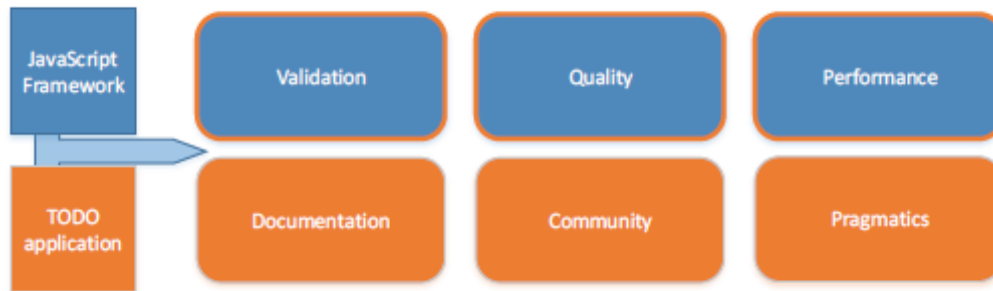 JavaScript
Framework
Validation
Quality
Performance
TODO
application
Documentation
Community
Pragmatics